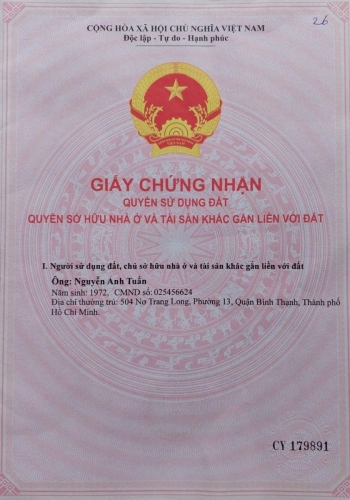 26
CỘNG HÒA XÃ HỘI CHỦ NGHĨA VIỆT NAM
Độc lập - Tự do - Hạnh phúc
GIẤY CHỨNG NHẬN
QUYỀN SỬ DỤNG ĐẤT
QUYỀN SỞ HỮU NHÀ Ở VÀ TÀI SẢN KHÁC GẮN LIỀN VỚI ĐẤT
I. Người sử dụng đất, chủ sở hữu nhà ở và tài sản khác gắn liền với đất
Ông: Nguyễn Anh Tuấn
Năm sinh: 1972, CMND số: 025456624
Địa chỉ thường trú: 504 Nơ Trang Long, Phường 13, Quận Bình Thạnh, Thành phố
Hồ Chí Minh.
CY 179891